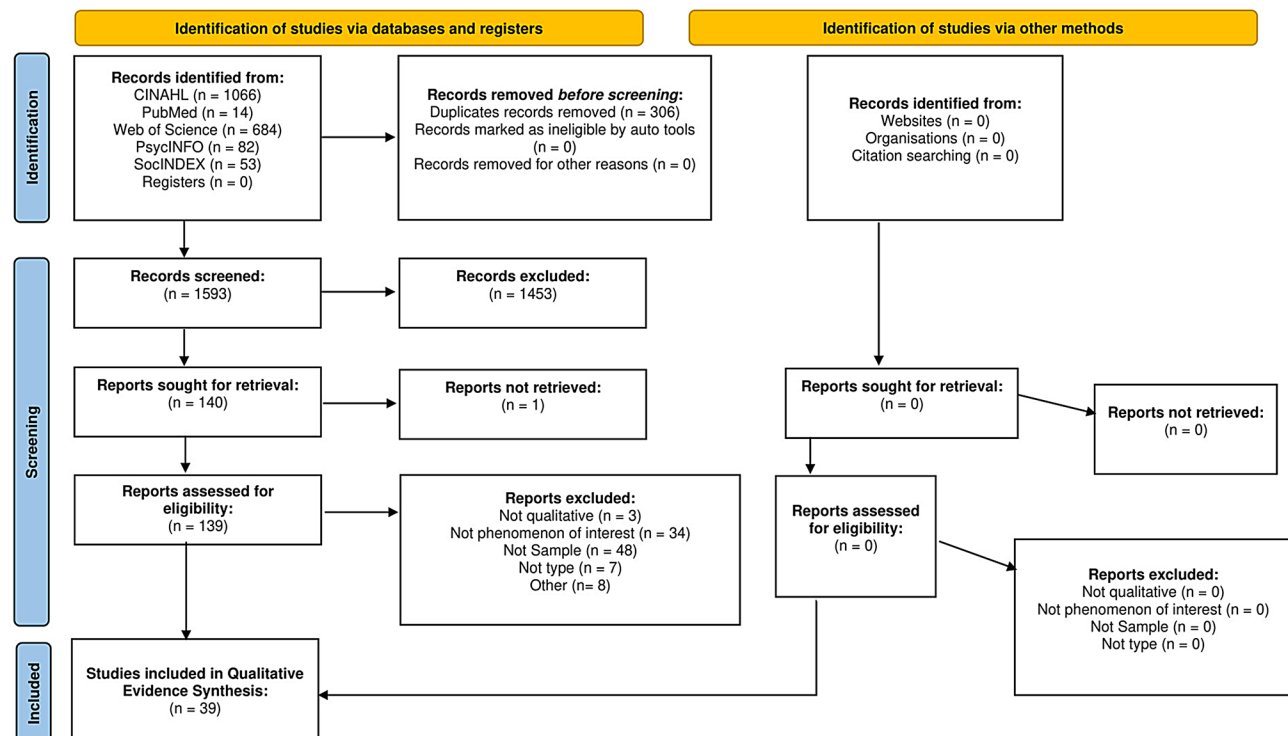 Identification of studies via databases and registers
Identification of studies via other methods
Identification
Records identified from:
CINAHL (n = 1066)
PubMed (n = 14)
Web of Science (n = 684)
PsycINFO (n = 82)
SocINDEX (n = 53)
Registers (n = 0)
Records removed before screening:
Duplicates records removed (n = 306)
Records marked as ineligible by auto tools
(n = 0)
Records removed for other reasons (n = 0)
Records identified from:
Websites (n = 0)
Organisations (n = 0)
Citation searching (n = 0)
Screening
Records screened:
(n = 1593)
Records excluded:
(n = 1453)
Reports sought for retrieval:
(n = 140)
Reports not retrieved:
(n = 1)
Reports sought for retrieval:
(n = 0)
Reports not retrieved:
(n = 0)
Reports assessed for
eligibility:
(n = 139)
Reports excluded:
Not qualitative (n = 3)
Not phenomenon of interest (n = 34)
Not Sample (n = 48)
Not type (n = 7)
Other (n= 8)
Reports assessed
for eligibility:
(n = 0)
Reports excluded:
Not qualitative (n = 0)
Not phenomenon of interest (n = 0)
Not Sample (n = 0)
Not type (n = 0)
Included
Studies included in Qualitative
Evidence Synthesis:
(n = 39)